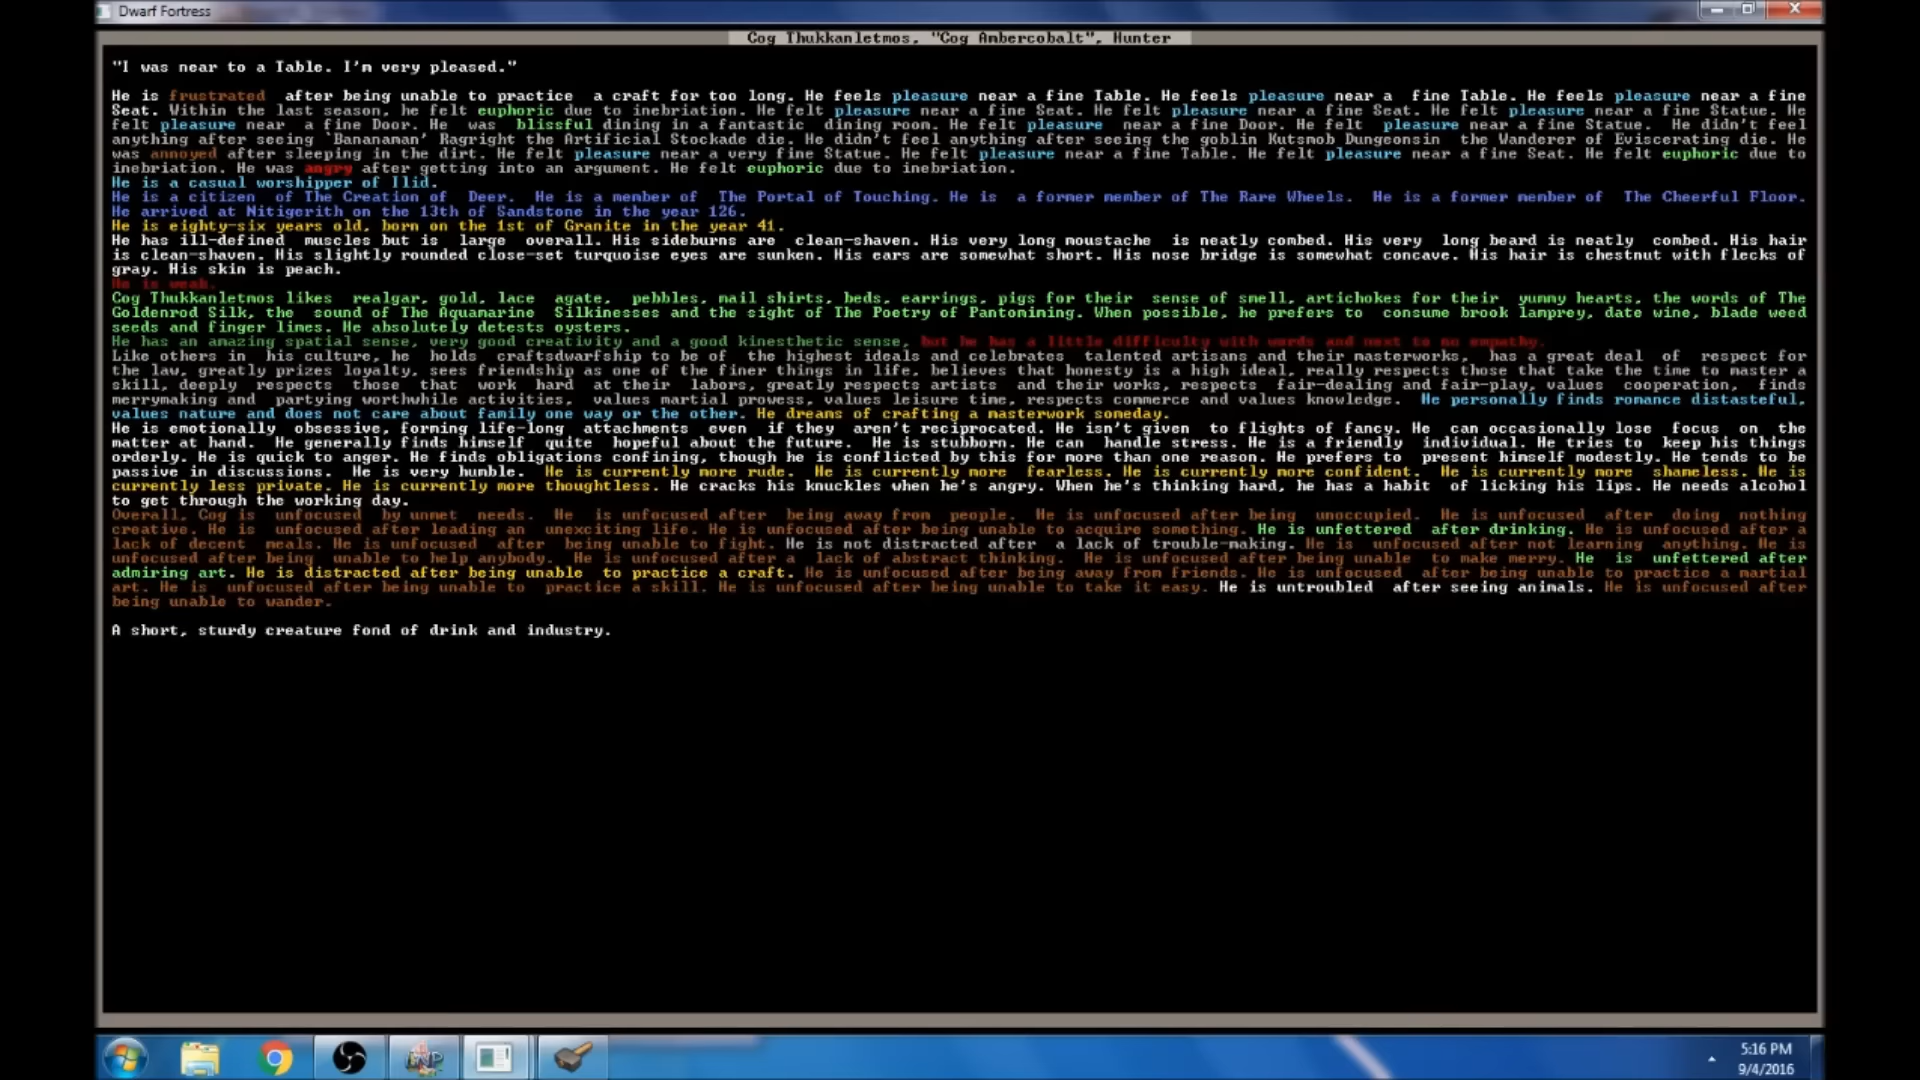 Dwarf Fortress
Cog Thukkanletmos, "Cog Ambercobalt", Hunter
"I was near to a Table. I'm very pleased."
He is frustrated after being unable to practice a craft for too long. He feels pleasure near a fine Table. He feels pleasure near a fine Table. He feels pleasure near a fine
Seat. Within the last season, he felt euphoric due to inebriation. He felt pleasure near a fine Seat. He felt pleasure near a fine Seat. He felt pleasure near a fine Statue. He
felt pleasure near a fine Door. He was blissful dining in a fantastic dining room. He felt pleasure near a fine Door. He felt pleasure near a fine Statue. He didn't feel
anything after seeing `Bananaman' Ragright the Artificial Stockade die. He didn't feel anything after seeing the goblin Kutsmob Dungeonsin the Wanderer of Eviscerating die. He
was annoyed after sleeping in the dirt. He felt pleasure near a very fine Statue. He felt pleasure near a fine Table. He felt pleasure near a fine Seat. He felt euphoric due to
inebriation. He was angry after getting into an argument. He felt euphoric due to inebriation.
He is a casual worshipper of Ilid.
He is a citizen of The Creation of Deer. He is a member of The Portal of Touching. He is a former member of The Rare Wheels. He is a former member of The Cheerful Floor.
He arrived at Nitigerith on the 13th of Sandstone in the year 126.
He is eighty-six years old, born on the 1st of Granite in the year 41.
He has ill-defined muscles but is large overall. His sideburns are clean-shaven. His very long moustache is neatly combed. His very long beard is neatly combed. His hair
is clean-shaven. His slightly rounded close-set turquoise eyes are sunken. His ears are somewhat short. His nose bridge is somewhat concave. His hair is chestnut with flecks of
gray. His skin is peach.
He is weak.
Cog Thukkanletmos likes realgar, gold, lace agate, pebbles, mail shirts, beds, earrings, pigs for their sense of smell, artichokes for their yummy hearts, the words of The
Goldenrod Silk, the sound of The Aquamarine Silkinesses and the sight of The Poetry of Pantomining. When possible, he prefers to consume brook lamprey, date wine, blade weed
seeds and finger limes. He absolutely detests oysters.
He has an amazing spatial sense, very good creativity and a good kinesthetic sense, but he has a little difficulty with words and next to no empathy.
Like others in his culture, he holds craftsdwarfship to be of the highest ideals and celebrates talented artisans and their masterworks, has a great deal of respect for
the law, greatly prizes loyalty, sees friendship as one of the finer things in life, believes that honesty is a high ideal, really respects those that take the time to master a
skill, deeply respects those that work hard at their labors, greatly respects artists and their works, respects fair-dealing and fair-play, values cooperation, finds
merrymaking and partying worthwhile activities, values martial prowess, values leisure time, respects commerce and values knowledge. He personally finds romance distasteful,
values nature and does not care about family one way or the other. He dreams of crafting a masterwork someday.
He is emotionally obsessive, forming life-long attachments even if they aren't reciprocated. He isn't given to flights of fancy. He can occasionally lose focus on the
matter at hand. He generally finds himself quite hopeful about the future. He is stubborn. He can handle stress. He is a friendly individual. He tries to keep his things
orderly. He is quick to anger. He finds obligations confining, though he is conflicted by this for more than one reason. He prefers to present himself modestly. He tends to be
passive in discussions. He is very humble. He is currently more rude. He is currently more fearless. He is currently more confident. He is currently more shameless. He is
currently less private. He is currently more thoughtless. He cracks his knuckles when he's angry. When he's thinking hard, he has a habit of licking his lips. He needs alcohol
to get through the working day.
Overall, Cog is unfocused by unmet needs. He is unfocused after being away from people. He is unfocused after being unoccupied. He is unfocused after doing nothing
creative. He is unfocused after leading an unexciting life. He is unfocused after being unable to acquire something. He is unfettered after drinking. He is unfocused after a
lack of decent meals. He is unfocused after being unable to fight. He is not distracted after a lack of trouble-making. He is unfocused after not learning anything. He is
unfocused after being unable to help anybody. He is unfocused after a lack of abstract thinking. He is unfocused after being unable to make merry. He is unfettered after
admiring art. He is distracted after being unable to practice a craft. He is unfocused after being away from friends. He is unfocused after being unable to practice a martial
art. He is unfocused after being unable to practice a skill. He is unfocused after being unable to take it easy. He is untroubled after seeing animals. He is unfocused after
being unable to wander.
A short, sturdy creature fond of drink and industry.
5:16 PM
9/4/2016